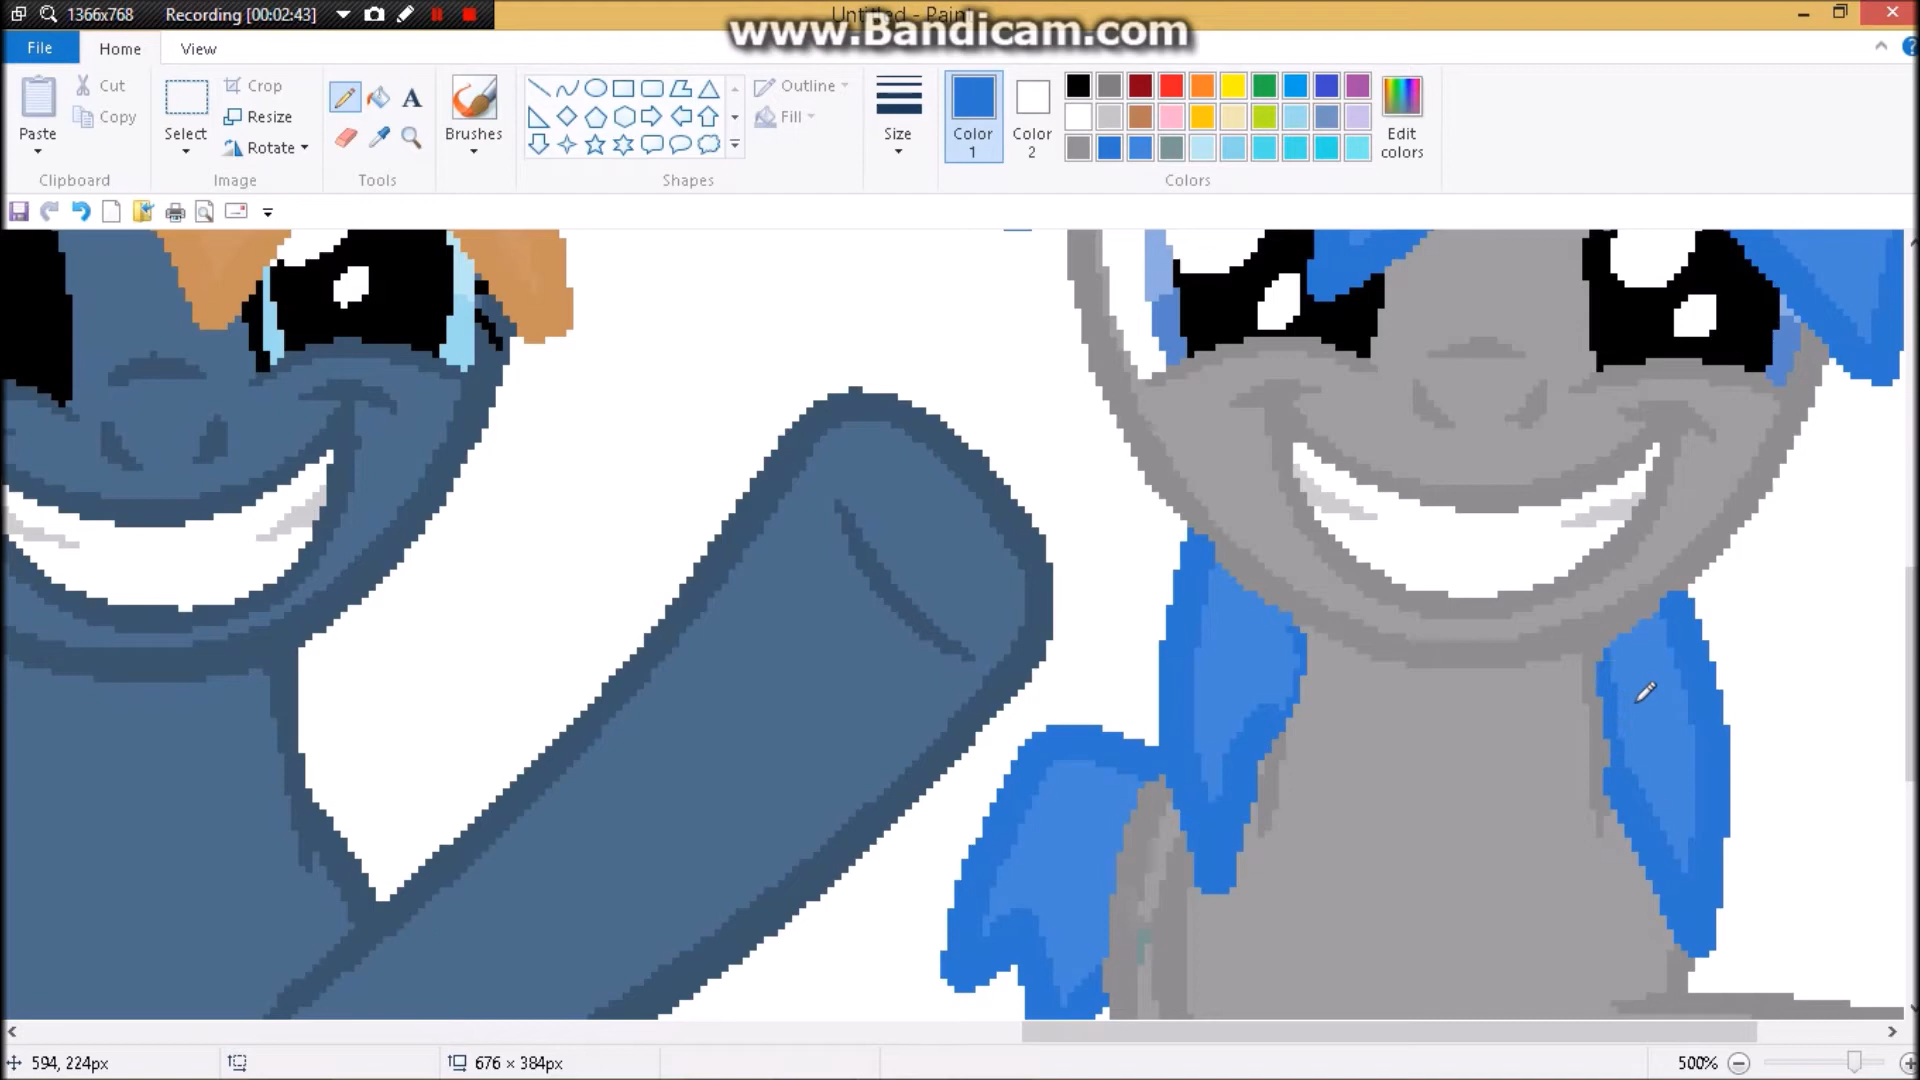 1366x768 Recording [00:02:43]
Untitled - Paint
www.Bandicam.com
File Home View
Paste
Cut
Copy
Clipboard
Select
Crop
Resize
Rotate
Image
Tools
Brushes
Shapes
Outline
Fill
Size
Color 1
Color 2
Colors
Edit colors
594, 224px
676 × 384px
500%